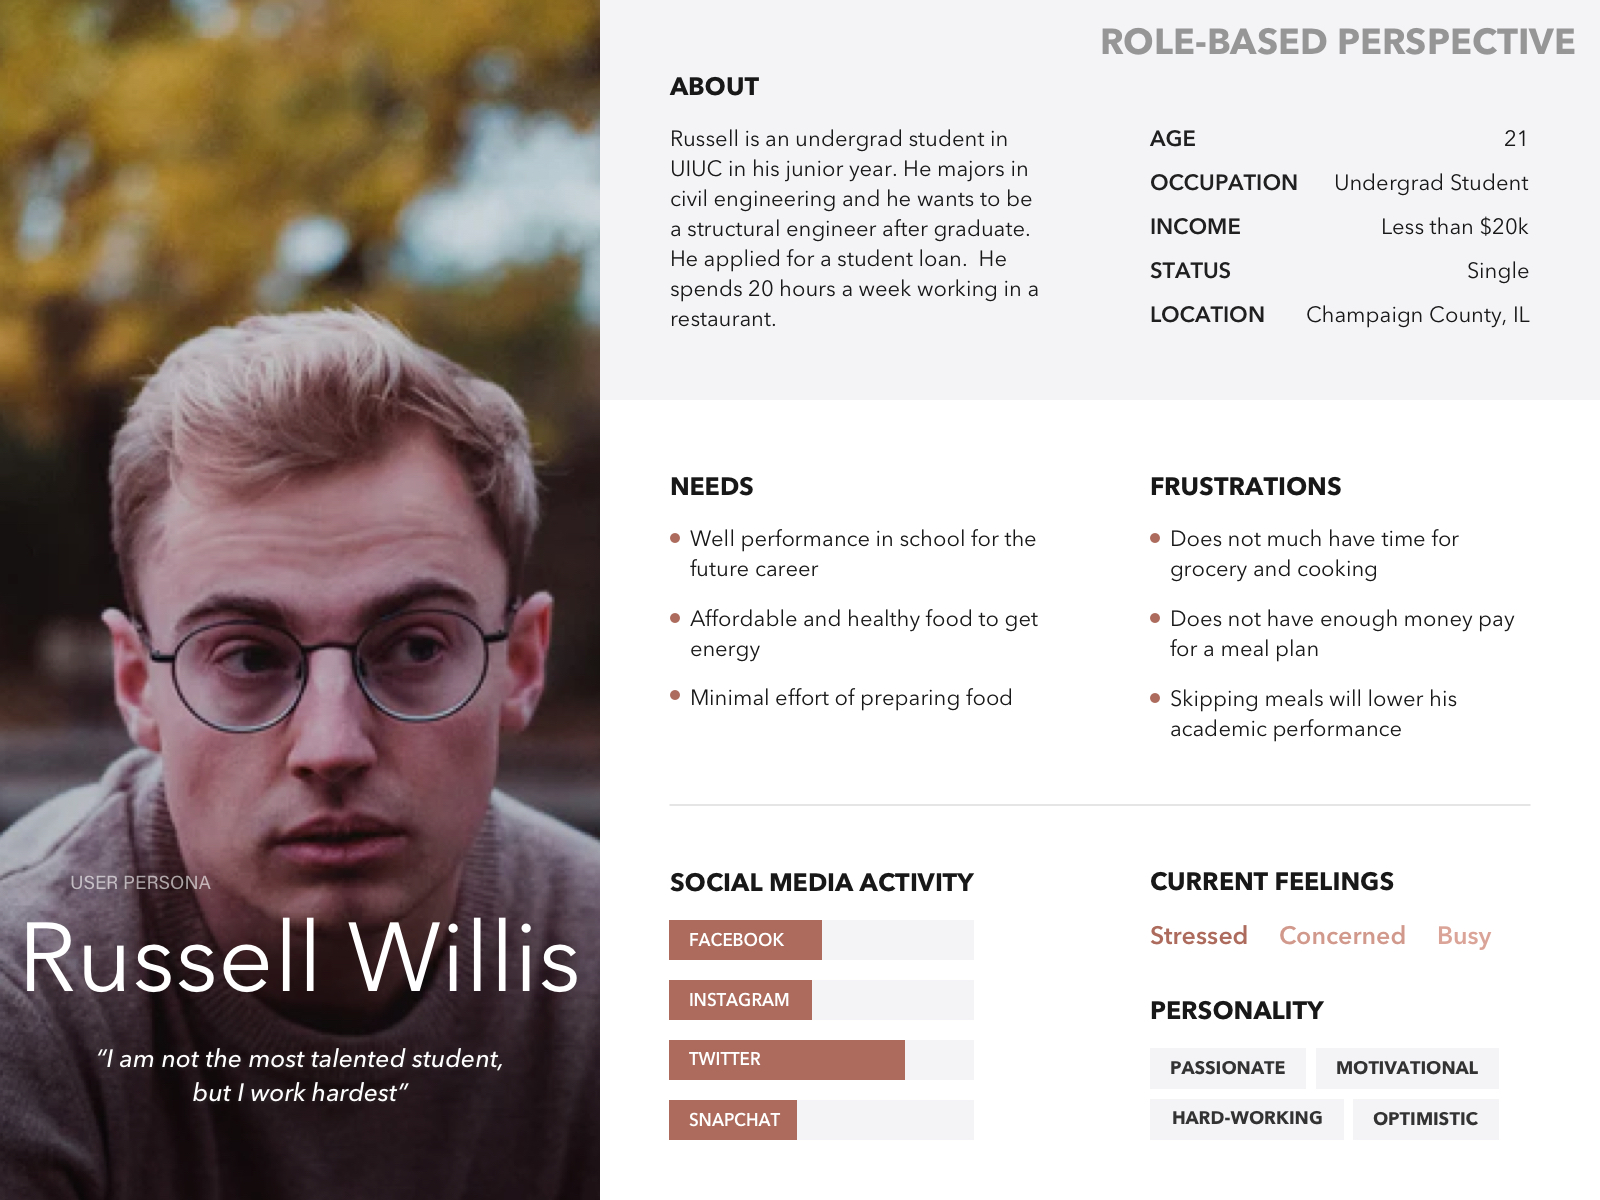 ROLE-BASED PERSPECTIVE
ABOUT
Russell is an undergrad student in
UIUC in his junior year. He majors in
civil engineering and he wants to be
a structural engineer after graduate.
He applied for a student loan.  He
spends 20 hours a week working in a
restaurant.
AGE 21
OCCUPATION Undergrad Student
INCOME Less than $20k
STATUS Single
LOCATION Champaign County, IL
NEEDS
Well performance in school for the
future career
Affordable and healthy food to get
energy
Minimal effort of preparing food
FRUSTRATIONS
Does not much have time for
grocery and cooking
Does not have enough money pay
for a meal plan
Skipping meals will lower his
academic performance
USER PERSONA
Russell Willis
“I am not the most talented student,
but I work hardest“
SOCIAL MEDIA ACTIVITY
FACEBOOK
INSTAGRAM
TWITTER
SNAPCHAT
CURRENT FEELINGS
Stressed Concerned Busy
PERSONALITY
PASSIONATE MOTIVATIONAL
HARD-WORKING OPTIMISTIC